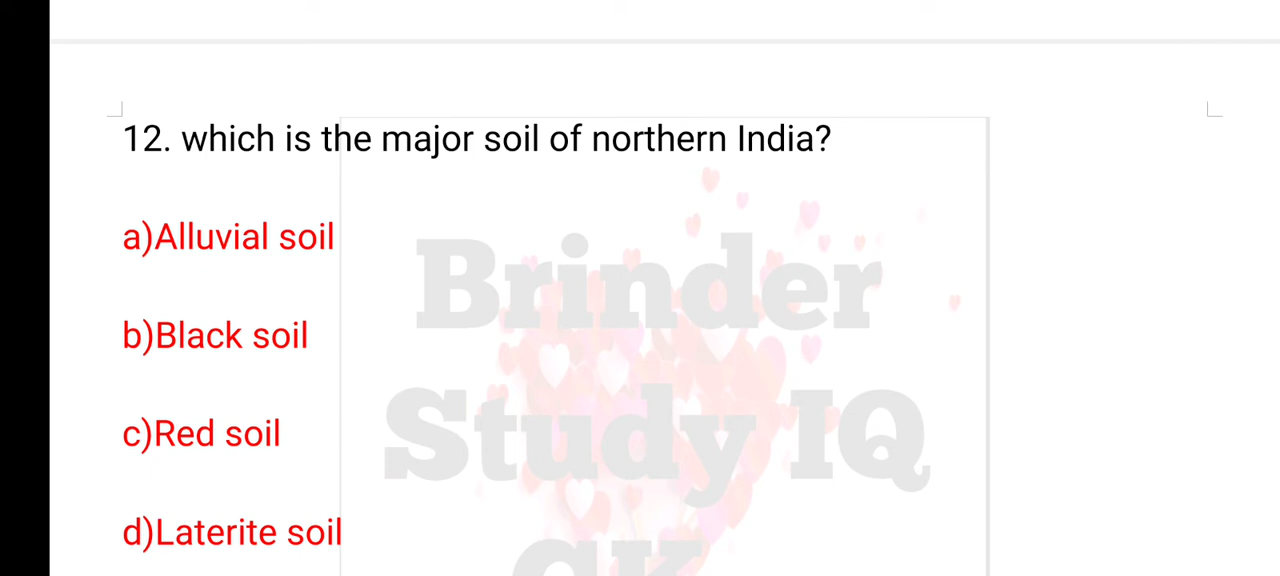 12. which is the major soil of northern India?
a)Alluvial soil
b)Black soil
c)Red soil
d)Laterite soil
Brinder
Study IQ
GK